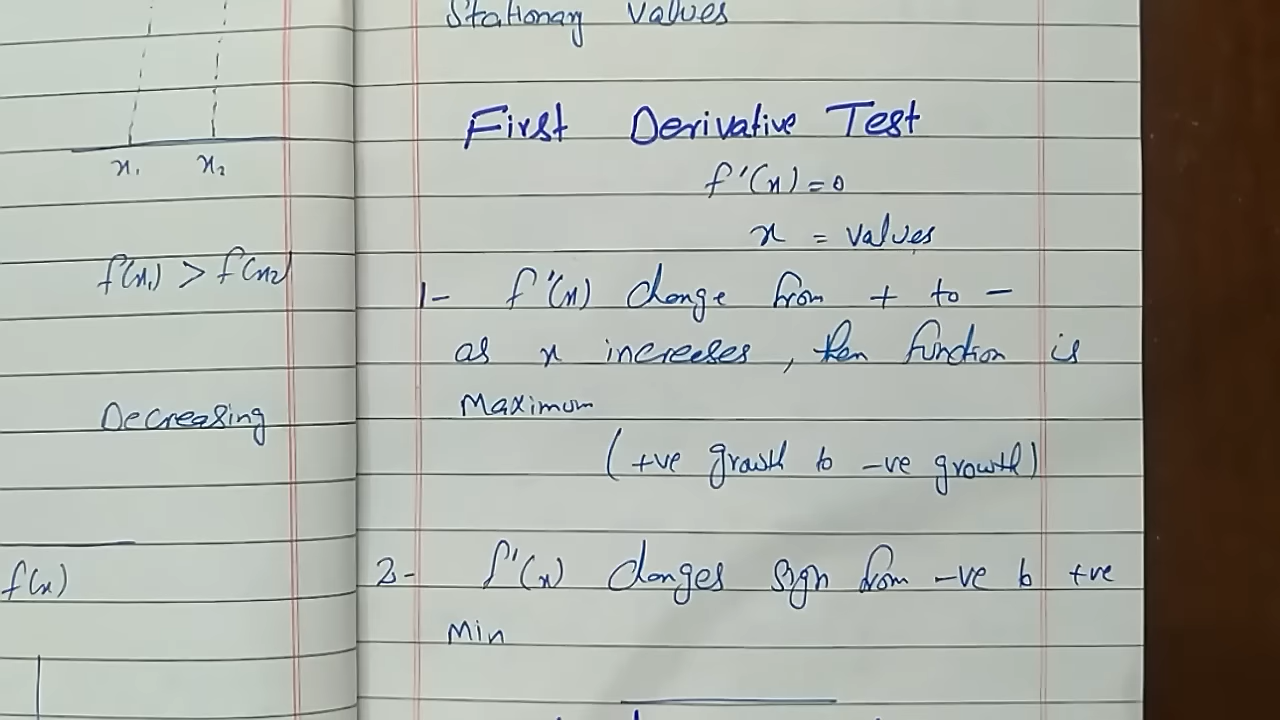 x₁ x₂
f(x₁) > f(x₂)
Decreasing
f(x)
Stationary values
First Derivative Test
f'(x) = 0
x = values
1- f'(x) change from + to -
as x increases, then function is
Maximum
(+ve growth to -ve growth)
2- f'(x) changes sign from -ve to +ve
Min